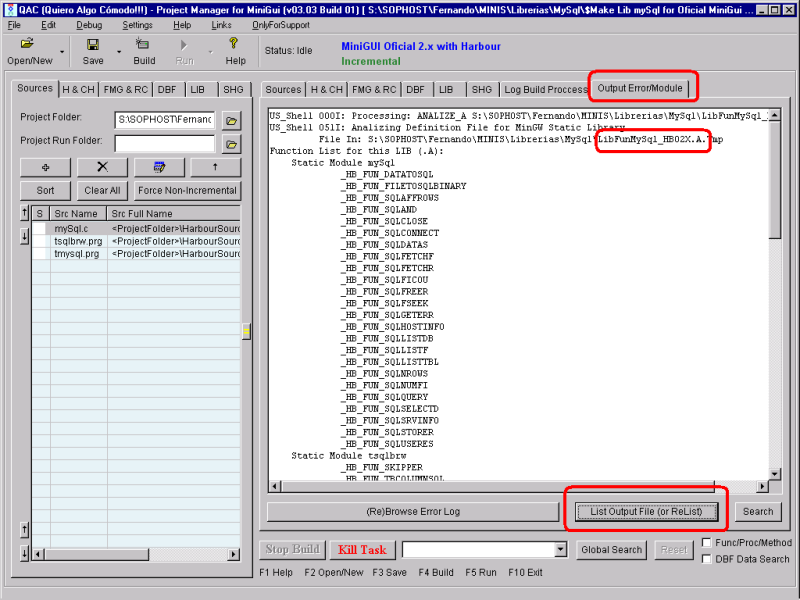 QAC (Quiero Algo Cómodo!!!) - Project Manager for MiniGui (v03.03 Build 01) [ S:\SOPHOST\Fernando\MINIS\Librerias\MySql\$Make Lib mySql for Oficial MiniGui ...
File Edit Debug Settings Help Links OnlyForSupport
Open/New Save Build Run Help
Status: Idle
MiniGUI Oficial 2.x with Harbour
Incremental
Sources H & CH FMG & RC DBF LIB SHG
Project Folder: S:\SOPHOST\Fernand
Project Run Folder:
Sort Clear All Force Non-Incremental
S Src Name Src Full Name
mySql.c <ProjectFolder>\HarbourSourc
tsqlbrw.prg <ProjectFolder>\HarbourSourc
tmysql.prg <ProjectFolder>\HarbourSourc
Sources H & CH FMG & RC DBF LIB SHG Log Build Proccess Output Error/Module
US_Shell 000I: Processing: ANALIZE_A S:\SOPHOST\Fernando\MINIS\Librerias\MySql\LibFunMySql_
US_Shell 051I: Analizing Definition File for MinGW Static Library
File In: S:\SOPHOST\Fernando\MINIS\Librerias\MySql\LibFunMySql_HB02X.A.Tmp
Function List for this LIB (.A):
Static Module mySql
_HB_FUN_DATATOSQL
_HB_FUN_FILETOSQLBINARY
_HB_FUN_SQLAFFROWS
_HB_FUN_SQLAND
_HB_FUN_SQLCLOSE
_HB_FUN_SQLCONNECT
_HB_FUN_SQLDATAS
_HB_FUN_SQLFETCHF
_HB_FUN_SQLFETCHR
_HB_FUN_SQLFICOU
_HB_FUN_SQLFREER
_HB_FUN_SQLFSEEK
_HB_FUN_SQLGETERR
_HB_FUN_SQLHOSTINFO
_HB_FUN_SQLLISTDB
_HB_FUN_SQLLISTF
_HB_FUN_SQLLISTTBL
_HB_FUN_SQLNROWS
_HB_FUN_SQLNUMFI
_HB_FUN_SQLQUERY
_HB_FUN_SQLSELECTD
_HB_FUN_SQLSRVINFO
_HB_FUN_SQLSTORER
_HB_FUN_SQLUSERES
Static Module tsqlbrw
_HB_FUN_SKIPPER
_HB_FUN_TBCOLUMNSQL
(Re)Browse Error Log List Output File (or ReList) Search
Stop Build Kill Task Global Search Reset Func/Proc/Method
DBF Data Search
F1 Help F2 Open/New F3 Save F4 Build F5 Run F10 Exit